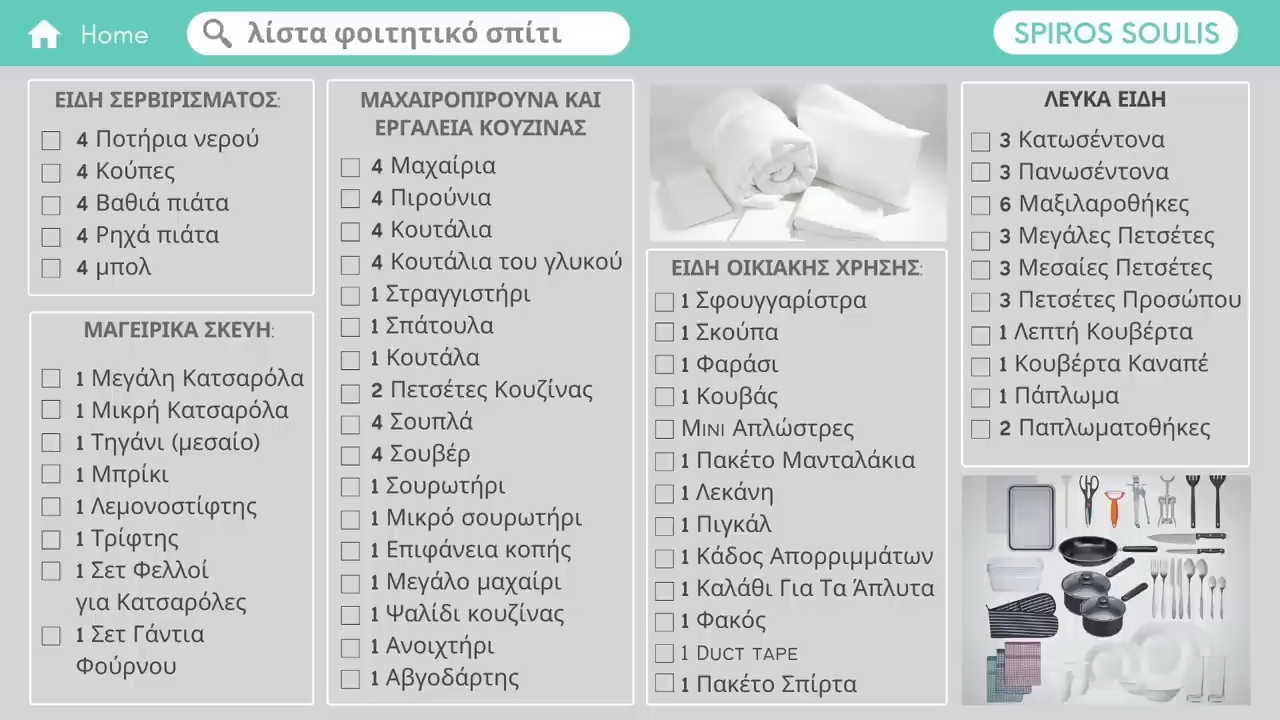 Home
λίστα φοιτητικό σπίτι
SPIROS SOULIS
ΕΙΔΗ ΣΕΡΒΙΡΙΣΜΑΤΟΣ:
4 Ποτήρια νερού
4 Κούπες
4 Βαθιά πιάτα
4 Ρηχά πιάτα
4 μπολ
ΜΑΓΕΙΡΙΚΑ ΣΚΕΥΗ:
1 Μεγάλη Κατσαρόλα
1 Μικρή Κατσαρόλα
1 Τηγάνι (μεσαίο)
1 Μπρίκι
1 Λεμονοστίφτης
1 Τρίφτης
1 Σετ Φελλοί
για Κατσαρόλες
1 Σετ Γάντια
Φούρνου
ΜΑΧΑΙΡΟΠΙΡΟΥΝΑ ΚΑΙ
ΕΡΓΑΛΕΙΑ ΚΟΥΖΙΝΑΣ
4 Μαχαίρια
4 Πιρούνια
4 Κουτάλια
4 Κουτάλια του γλυκού
1 Στραγγιστήρι
1 Σπάτουλα
1 Κουτάλα
2 Πετσέτες Κουζίνας
4 Σουπλά
4 Σουβέρ
1 Σουρωτήρι
1 Μικρό σουρωτήρι
1 Επιφάνεια κοπής
1 Μεγάλο μαχαίρι
1 Ψαλίδι κουζίνας
1 Ανοιχτήρι
1 Αβγοδάρτης
ΕΙΔΗ ΟΙΚΙΑΚΗΣ ΧΡΗΣΗΣ:
1 Σφουγγαρίστρα
1 Σκούπα
1 Φαράσι
1 Κουβάς
MINI Απλώστρες
1 Πακέτο Μανταλάκια
1 Λεκάνη
1 Πιγκάλ
1 Κάδος Απορριμμάτων
1 Καλάθι Για Τα Άπλυτα
1 Φακός
1 DUCT TAPE
1 Πακέτο Σπίρτα
ΛΕΥΚΑ ΕΙΔΗ
3 Κατωσέντονα
3 Πανωσέντονα
6 Μαξιλαροθήκες
3 Μεγάλες Πετσέτες
3 Μεσαίες Πετσέτες
3 Πετσέτες Προσώπου
1 Λεπτή Κουβέρτα
1 Κουβέρτα Καναπέ
1 Πάπλωμα
2 Παπλωματοθήκες